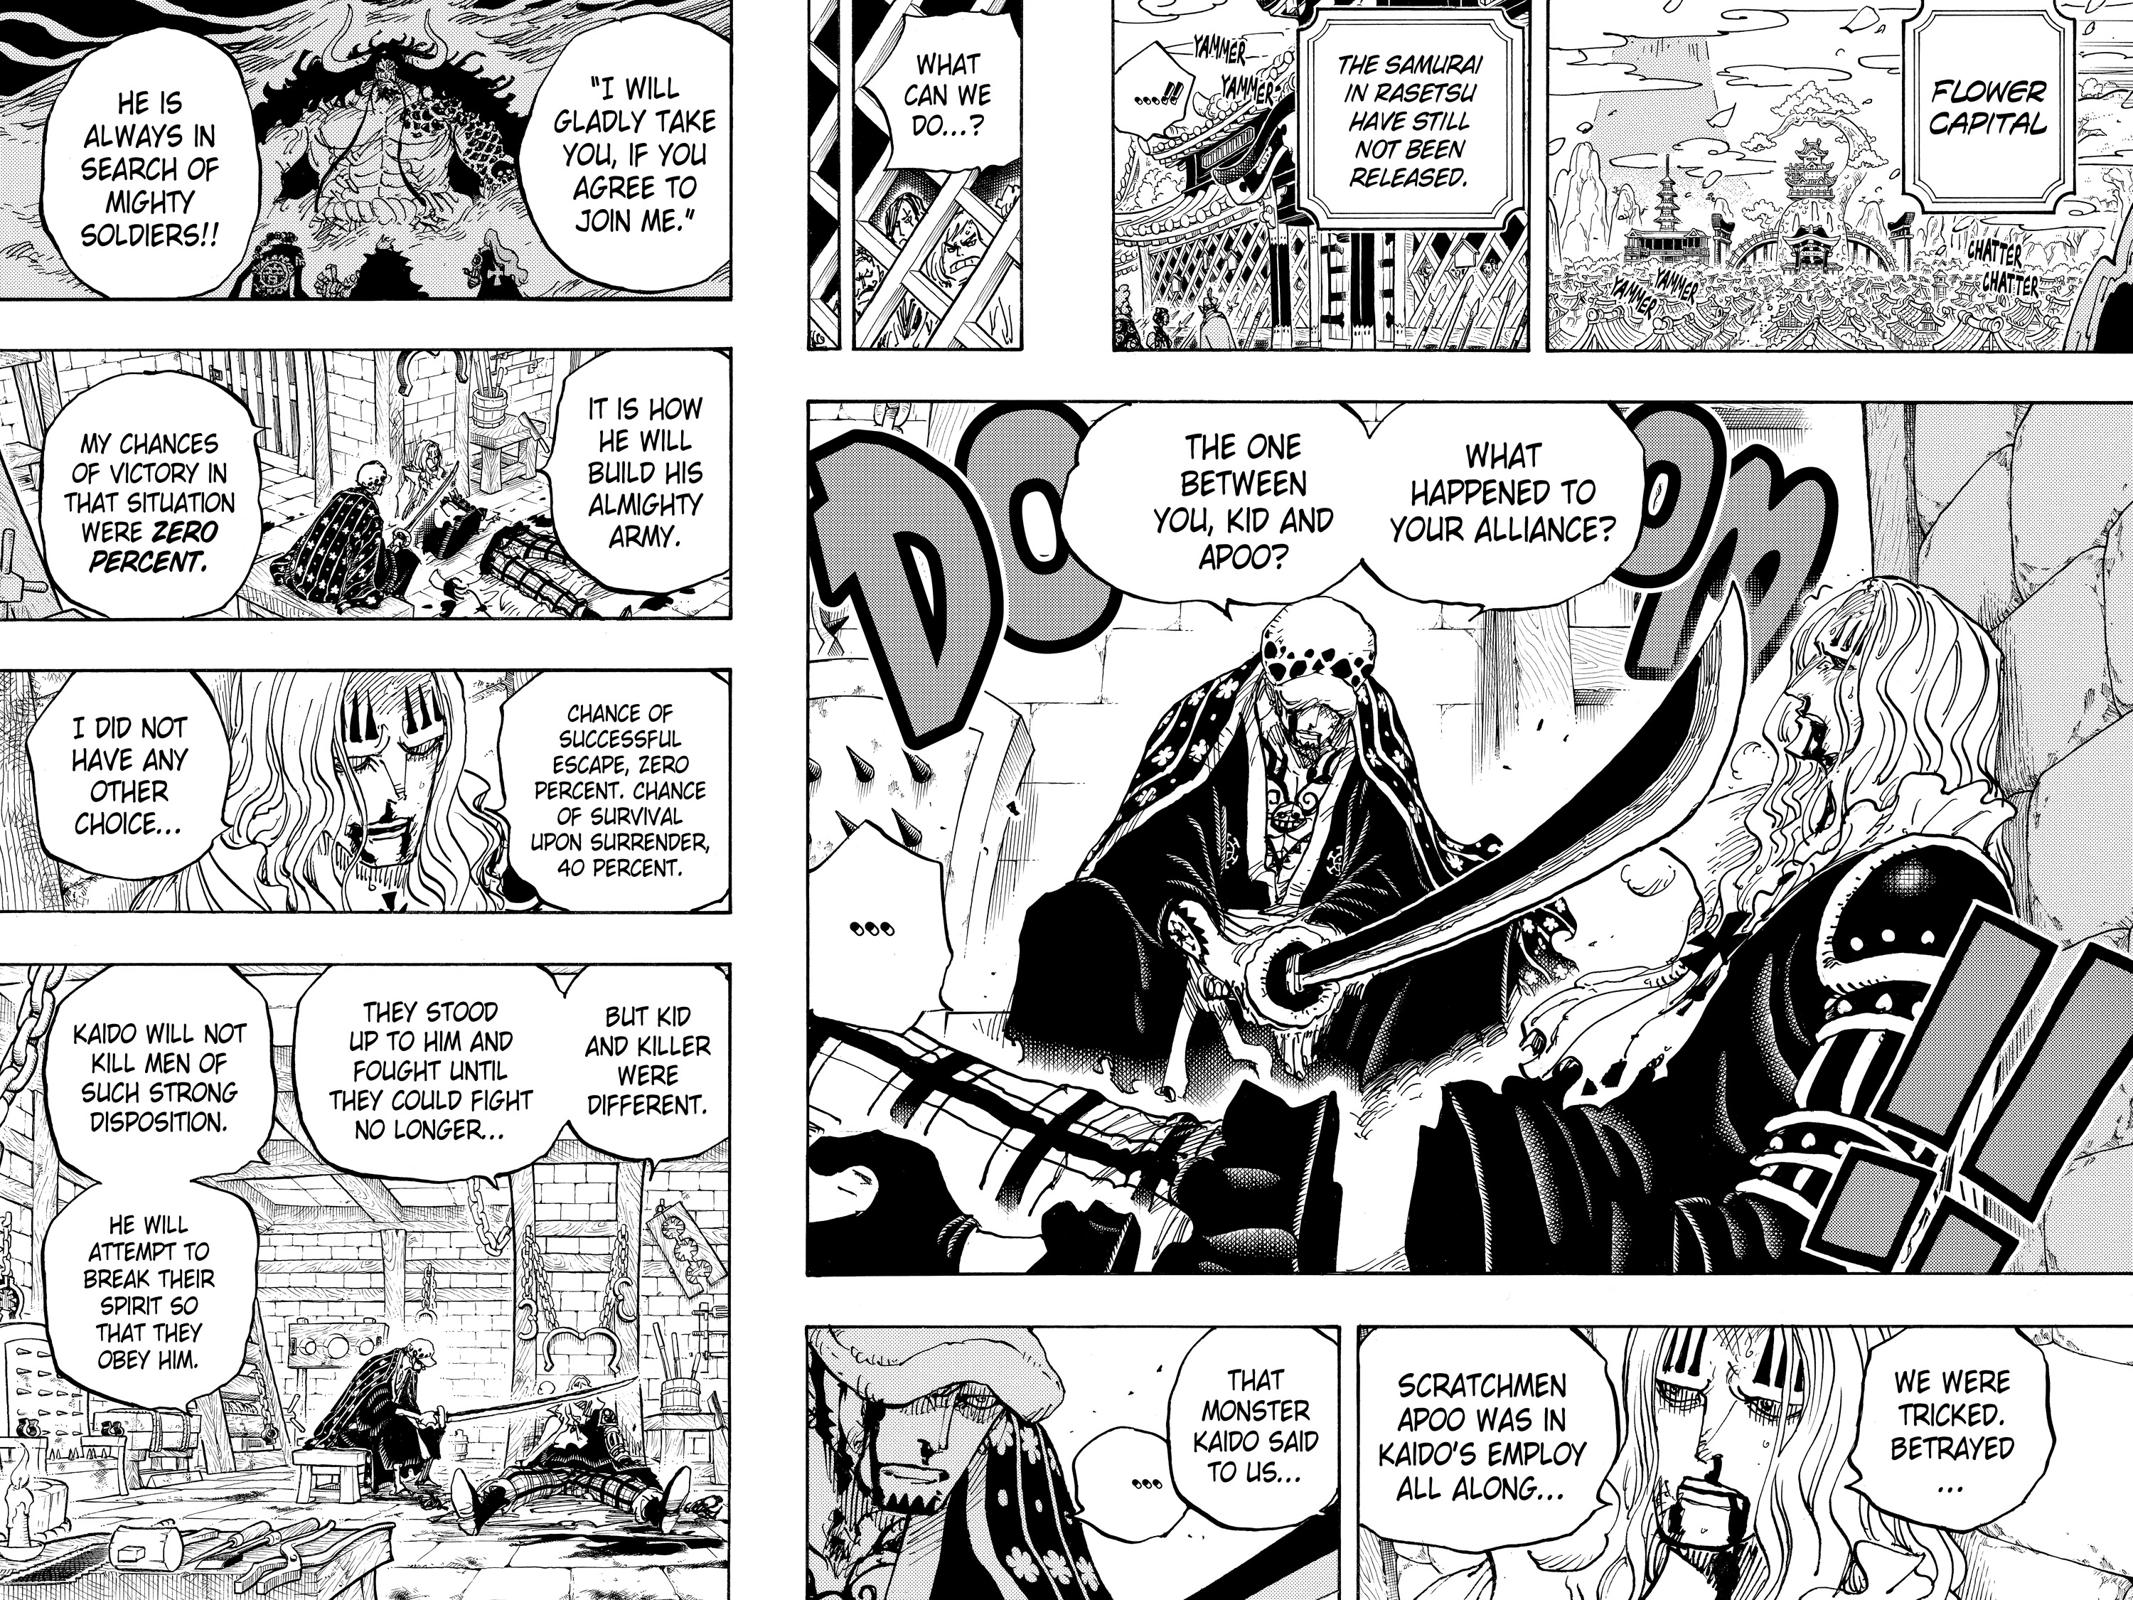 FLOWER
CAPITAL
CHATTER
CHATTER
YAMMER
YAMMER
THE SAMURAI
IN RASETSU
HAVE STILL
NOT BEEN
RELEASED.
YAMMER
YAMMER
...!!
WHAT
CAN WE
DO...?
DOOM!!
WHAT
HAPPENED TO
YOUR ALLIANCE?
THE ONE
BETWEEN
YOU, KID AND
APOO?
...
WE WERE
TRICKED.
BETRAYED
...
SCRATCHMEN
APOO WAS IN
KAIDO'S EMPLOY
ALL ALONG...
THAT
MONSTER
KAIDO SAID
TO US...
...
"I WILL
GLADLY TAKE
YOU, IF YOU
AGREE TO
JOIN ME."
HE IS
ALWAYS IN
SEARCH OF
MIGHTY
SOLDIERS!!
IT IS HOW
HE WILL
BUILD HIS
ALMIGHTY
ARMY.
MY CHANCES
OF VICTORY IN
THAT SITUATION
WERE ZERO
PERCENT.
CHANCE OF
SUCCESSFUL
ESCAPE, ZERO
PERCENT. CHANCE
OF SURVIVAL
UPON SURRENDER,
40 PERCENT.
I DID NOT
HAVE ANY
OTHER
CHOICE...
BUT KID
AND KILLER
WERE
DIFFERENT.
THEY STOOD
UP TO HIM AND
FOUGHT UNTIL
THEY COULD FIGHT
NO LONGER...
KAIDO WILL NOT
KILL MEN OF
SUCH STRONG
DISPOSITION.
HE WILL
ATTEMPT TO
BREAK THEIR
SPIRIT SO
THAT THEY
OBEY HIM.